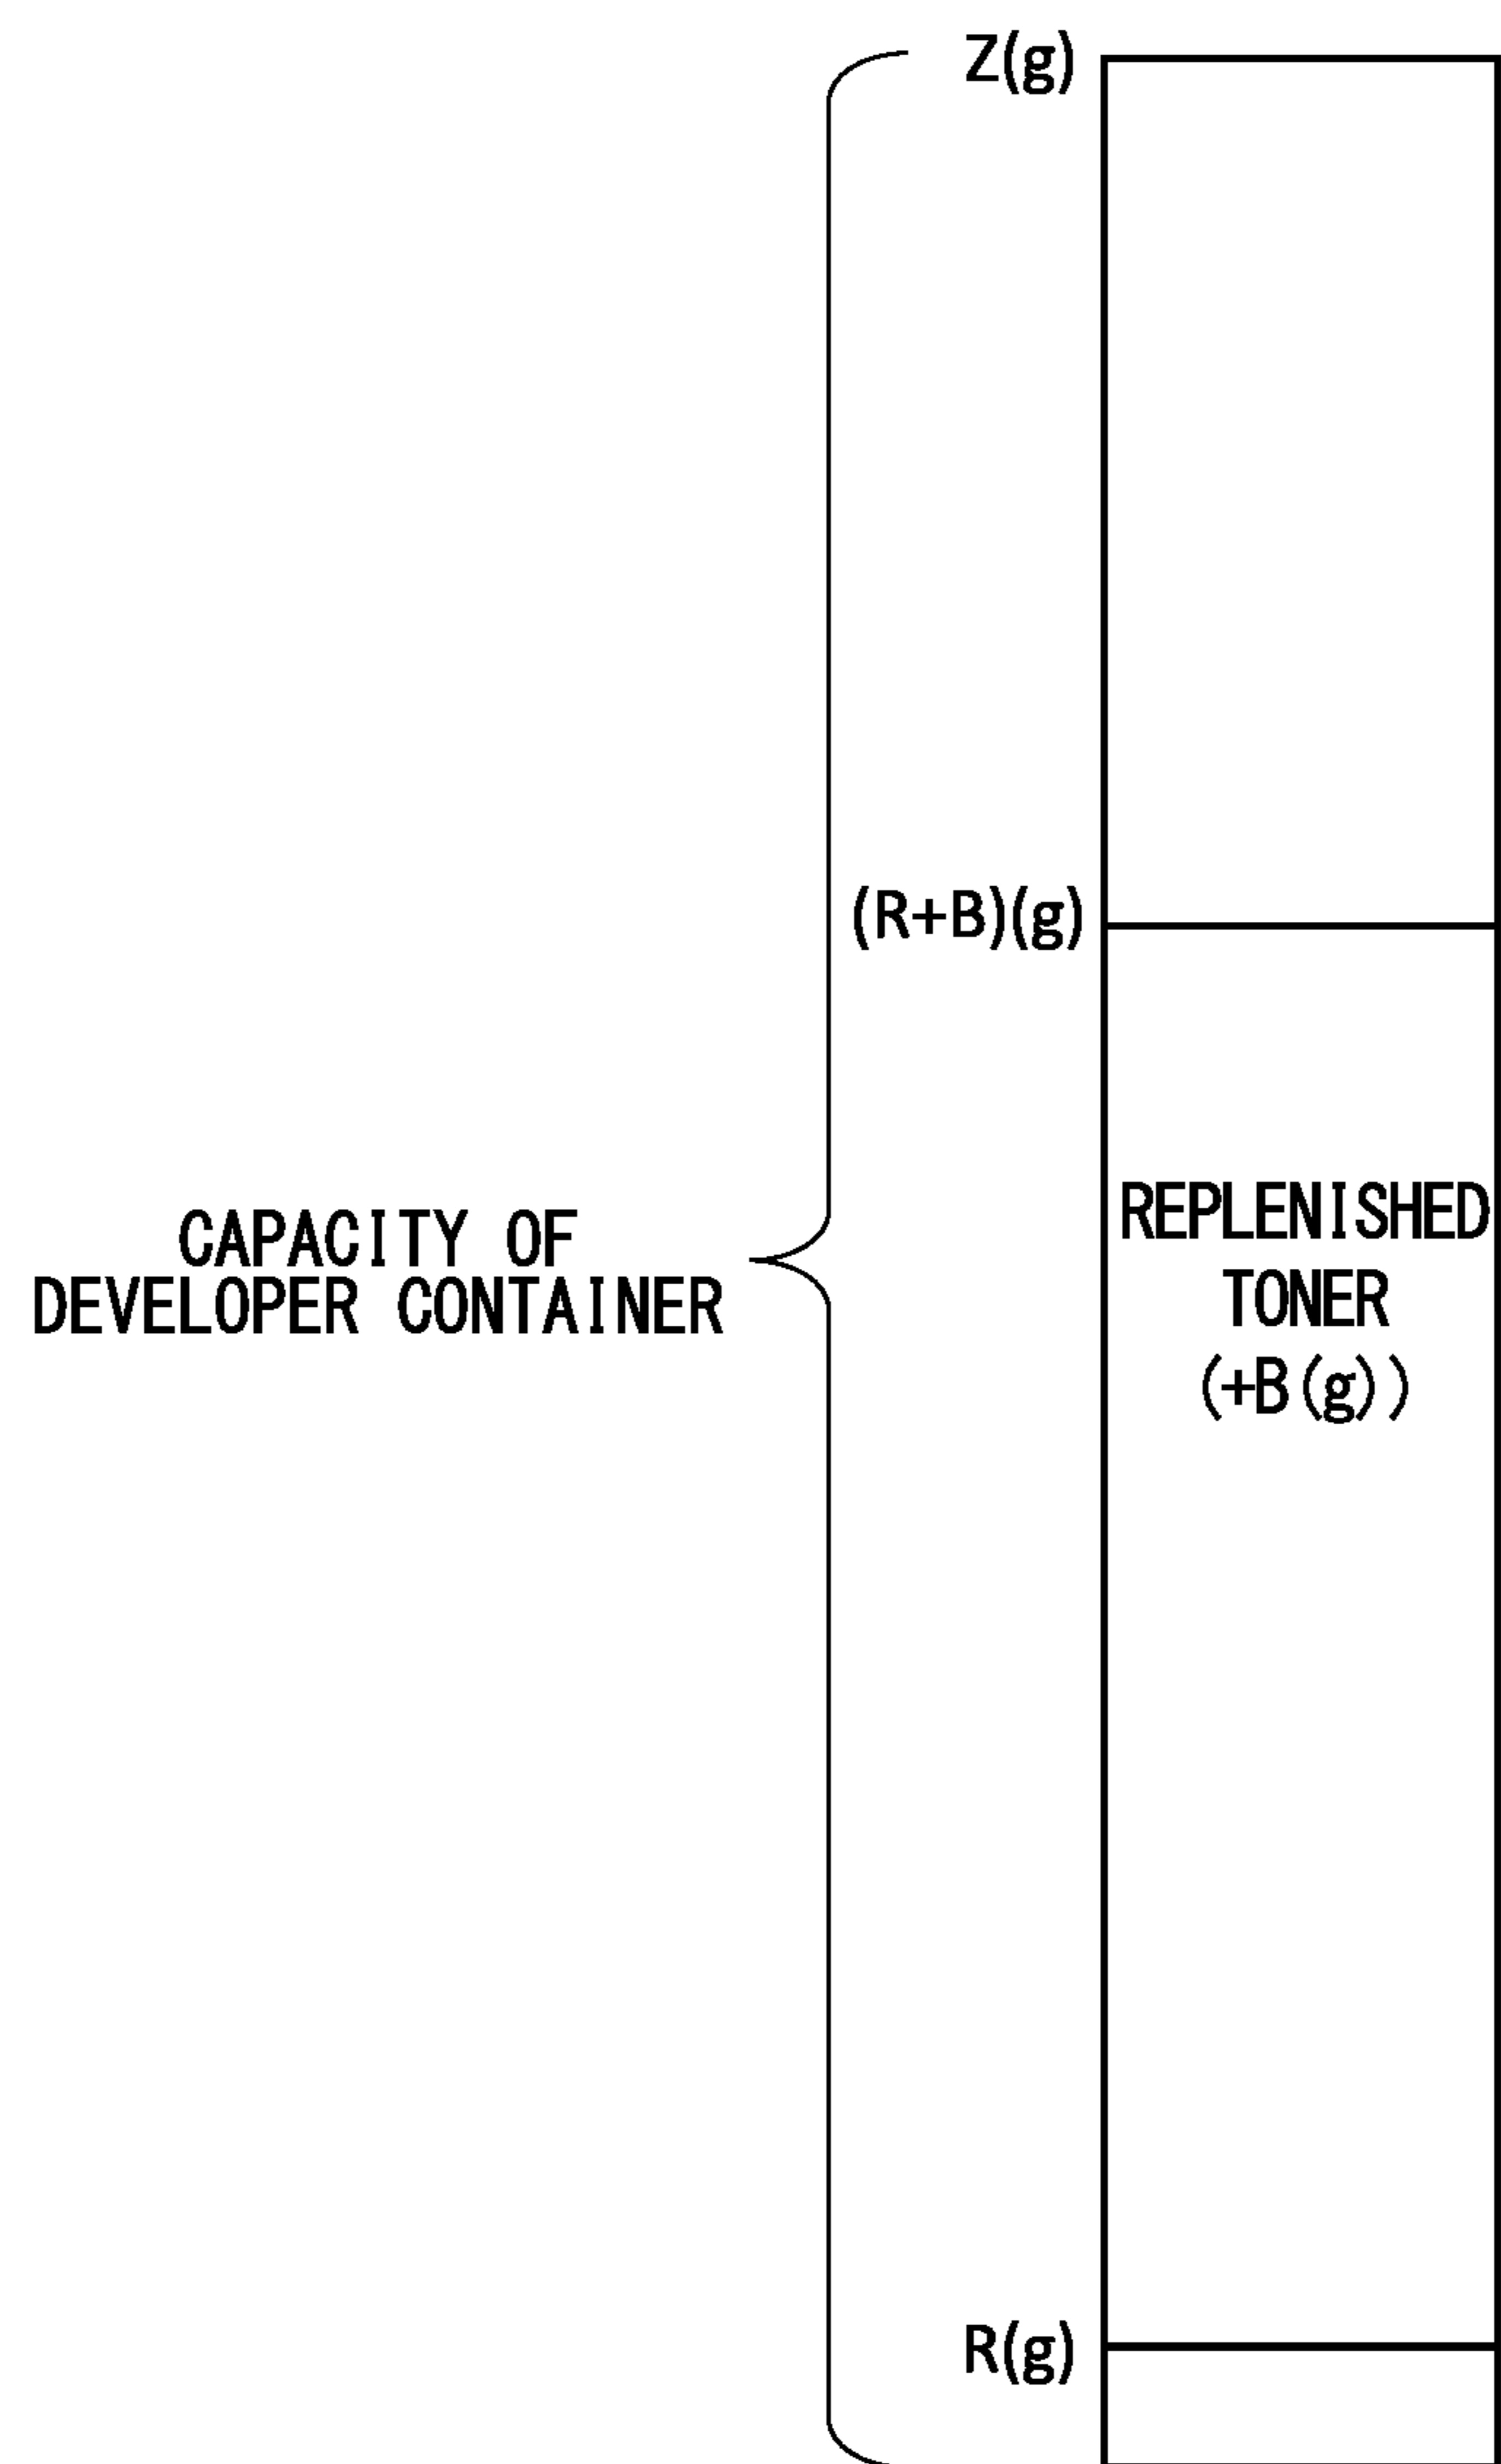 Z(g)
(R+B)(g)
CAPACITY OF
DEVELOPER CONTAINER
REPLENISHED
TONER
(+B(g))
R(g)